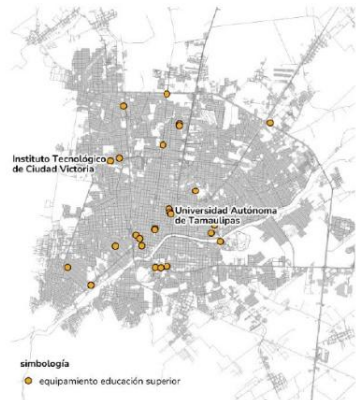 Instituto Tecnológico
de Ciudad Victoria
Universidad Autónoma
de Tamaulipas
simbología
equipamiento educación superior